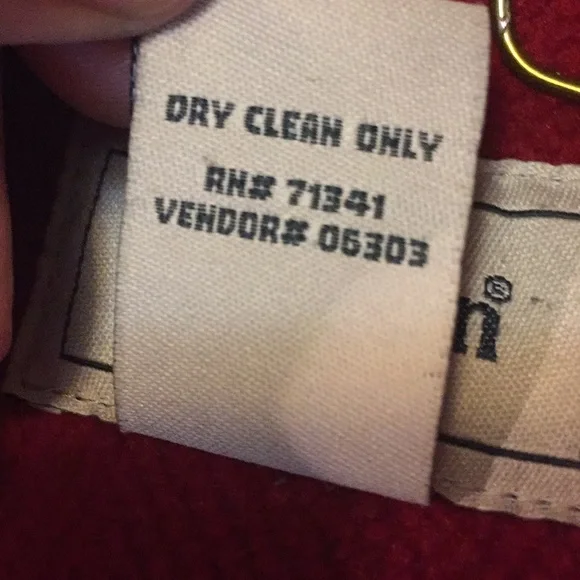 DRY CLEAN ONLY
RN# 71341
VENDOR# 06303
n®